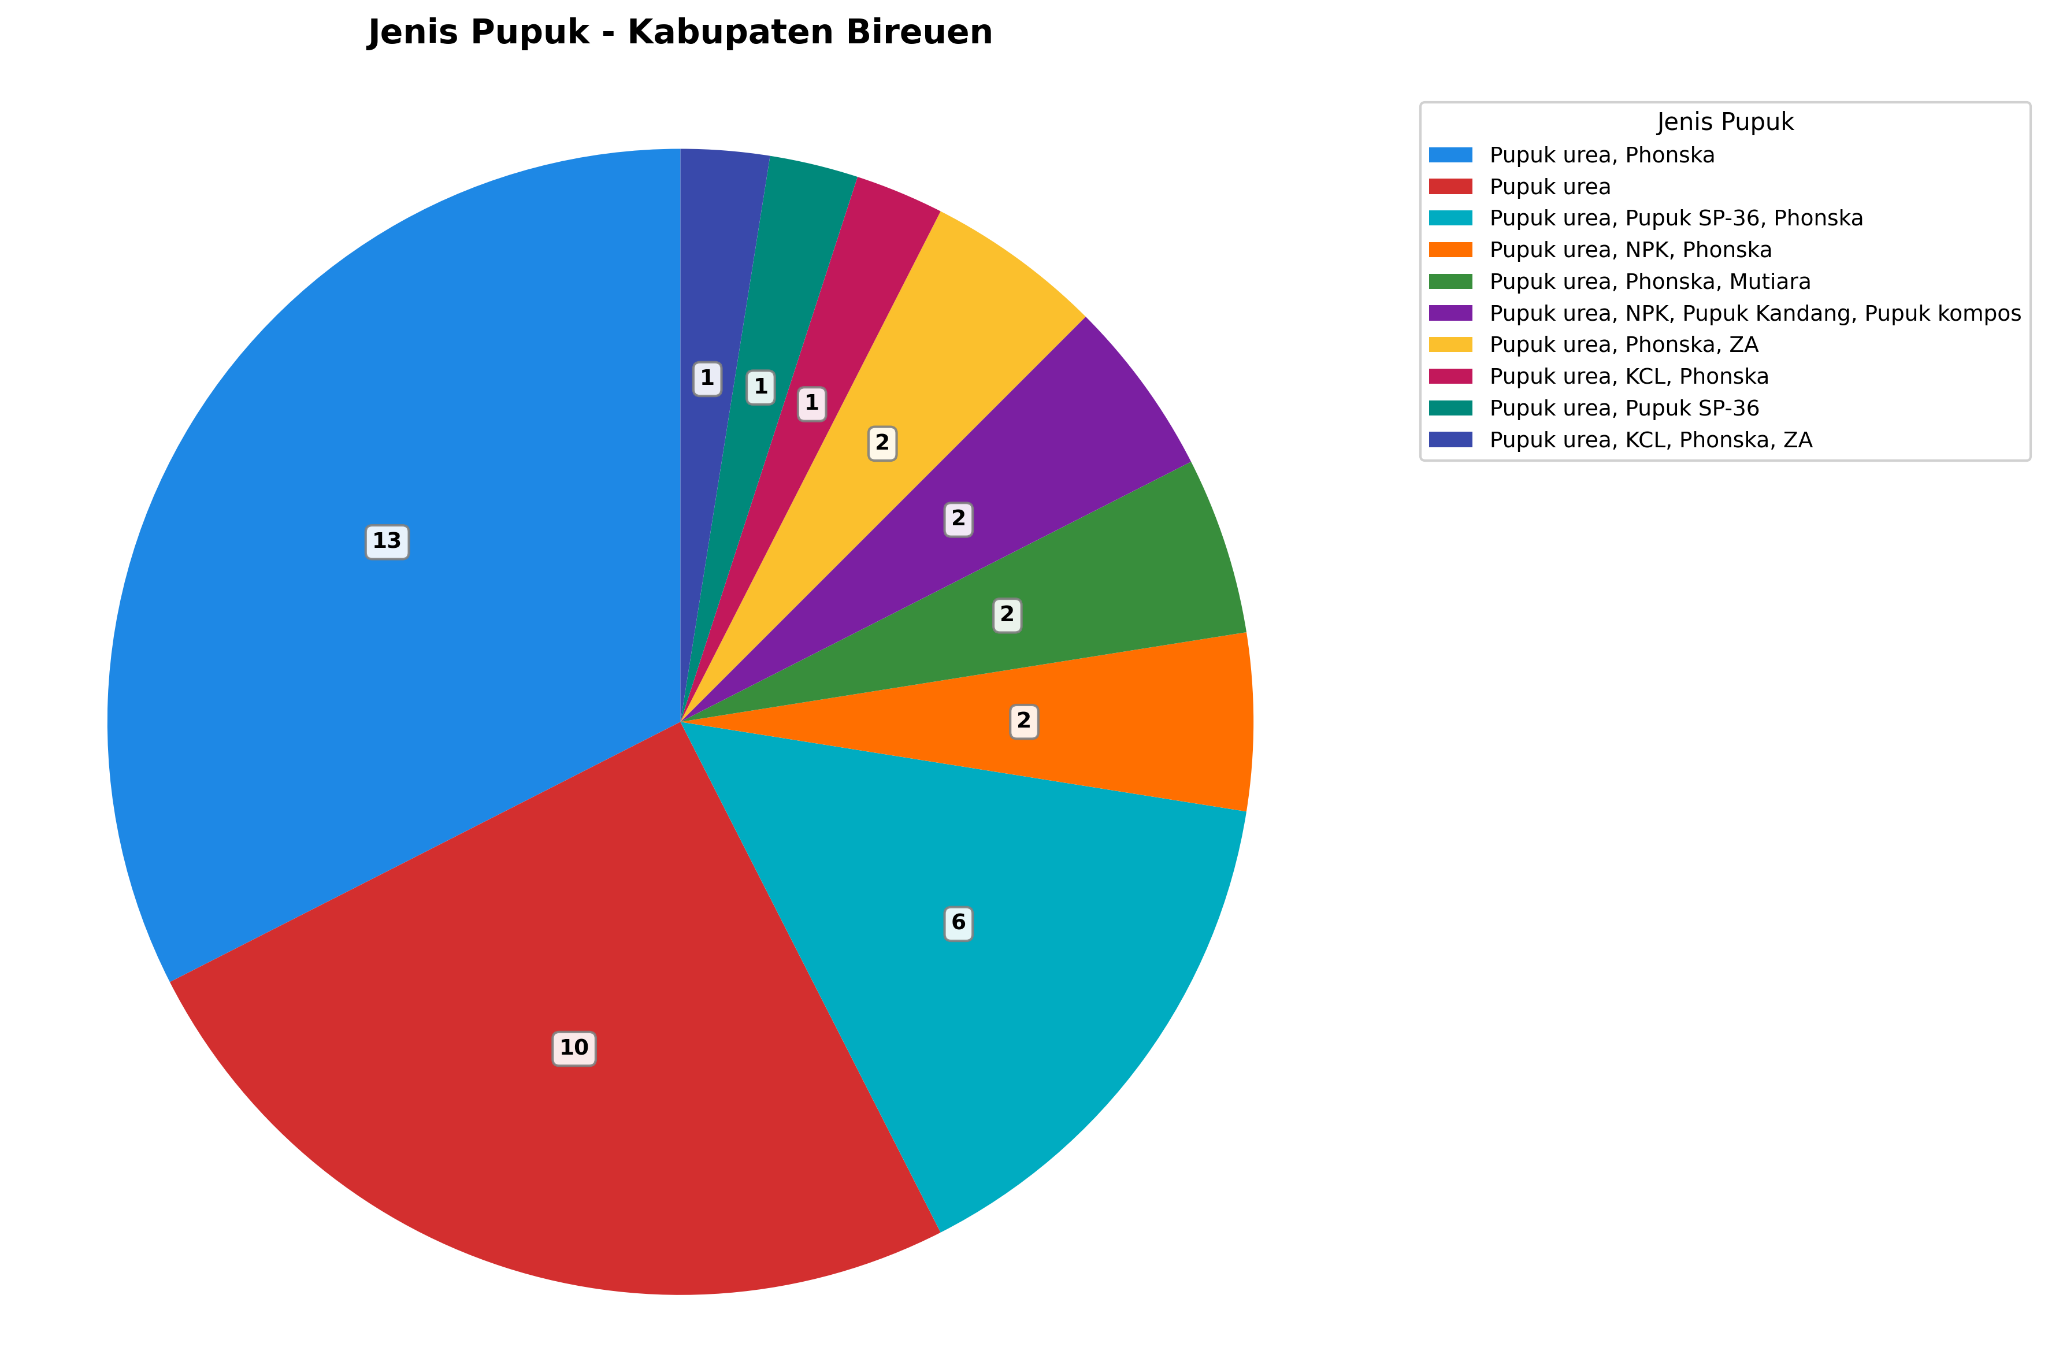 Jenis Pupuk - Kabupaten Bireuen
Jenis Pupuk
Pupuk urea, Phonska
Pupuk urea
Pupuk urea, Pupuk SP-36, Phonska
Pupuk urea, NPK, Phonska
Pupuk urea, Phonska, Mutiara
Pupuk urea, NPK, Pupuk Kandang, Pupuk kompos
Pupuk urea, Phonska, ZA
Pupuk urea, KCL, Phonska
Pupuk urea, Pupuk SP-36
Pupuk urea, KCL, Phonska, ZA
13
10
6
2
2
2
2
1
1
1